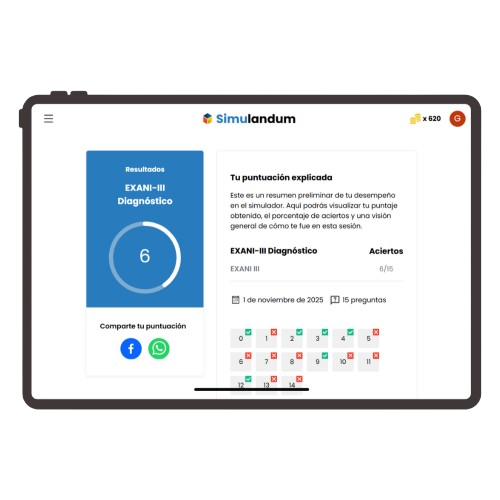 Simulandum
x 620
G
Resultados
EXANI-III
Diagnóstico
6
Comparte tu puntuación
Tu puntuación explicada
Este es un resumen preliminar de tu desempeño
en el simulador. Aquí podrás visualizar tu puntaje
obtenido, el porcentaje de aciertos y una visión
general de cómo te fue en esta sesión.
EXANI-III Diagnóstico Aciertos
EXANI III 6/15
1 de noviembre de 2025 15 preguntas
0 1 2 3 4 5
6 7 8 9 10 11
12 13 14